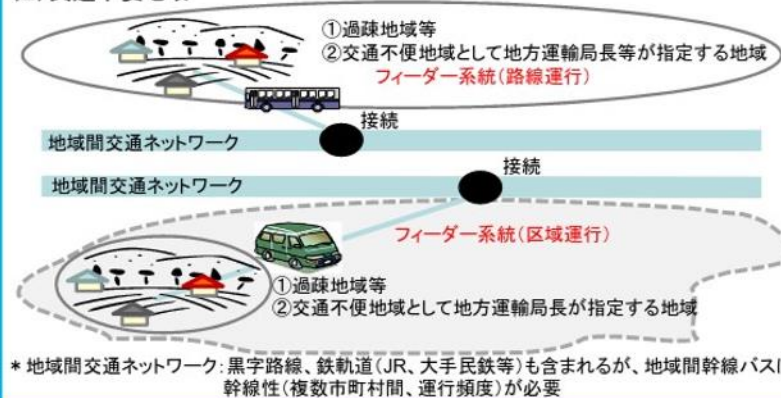 ①過疎地域等
②交通不便地域として地方運輸局長等が指定する地域
フィーダー系統(路線運行)
接続
地域間交通ネットワーク
接続
地域間交通ネットワーク
フィーダー系統(区域運行)
①過疎地域等
②交通不便地域として地方運輸局長が指定する地域
*地域間交通ネットワーク:黒字路線、鉄軌道(JR、大手民鉄等)も含まれるが、地域間幹線バスに
幹線性(複数市町村間、運行頻度)が必要